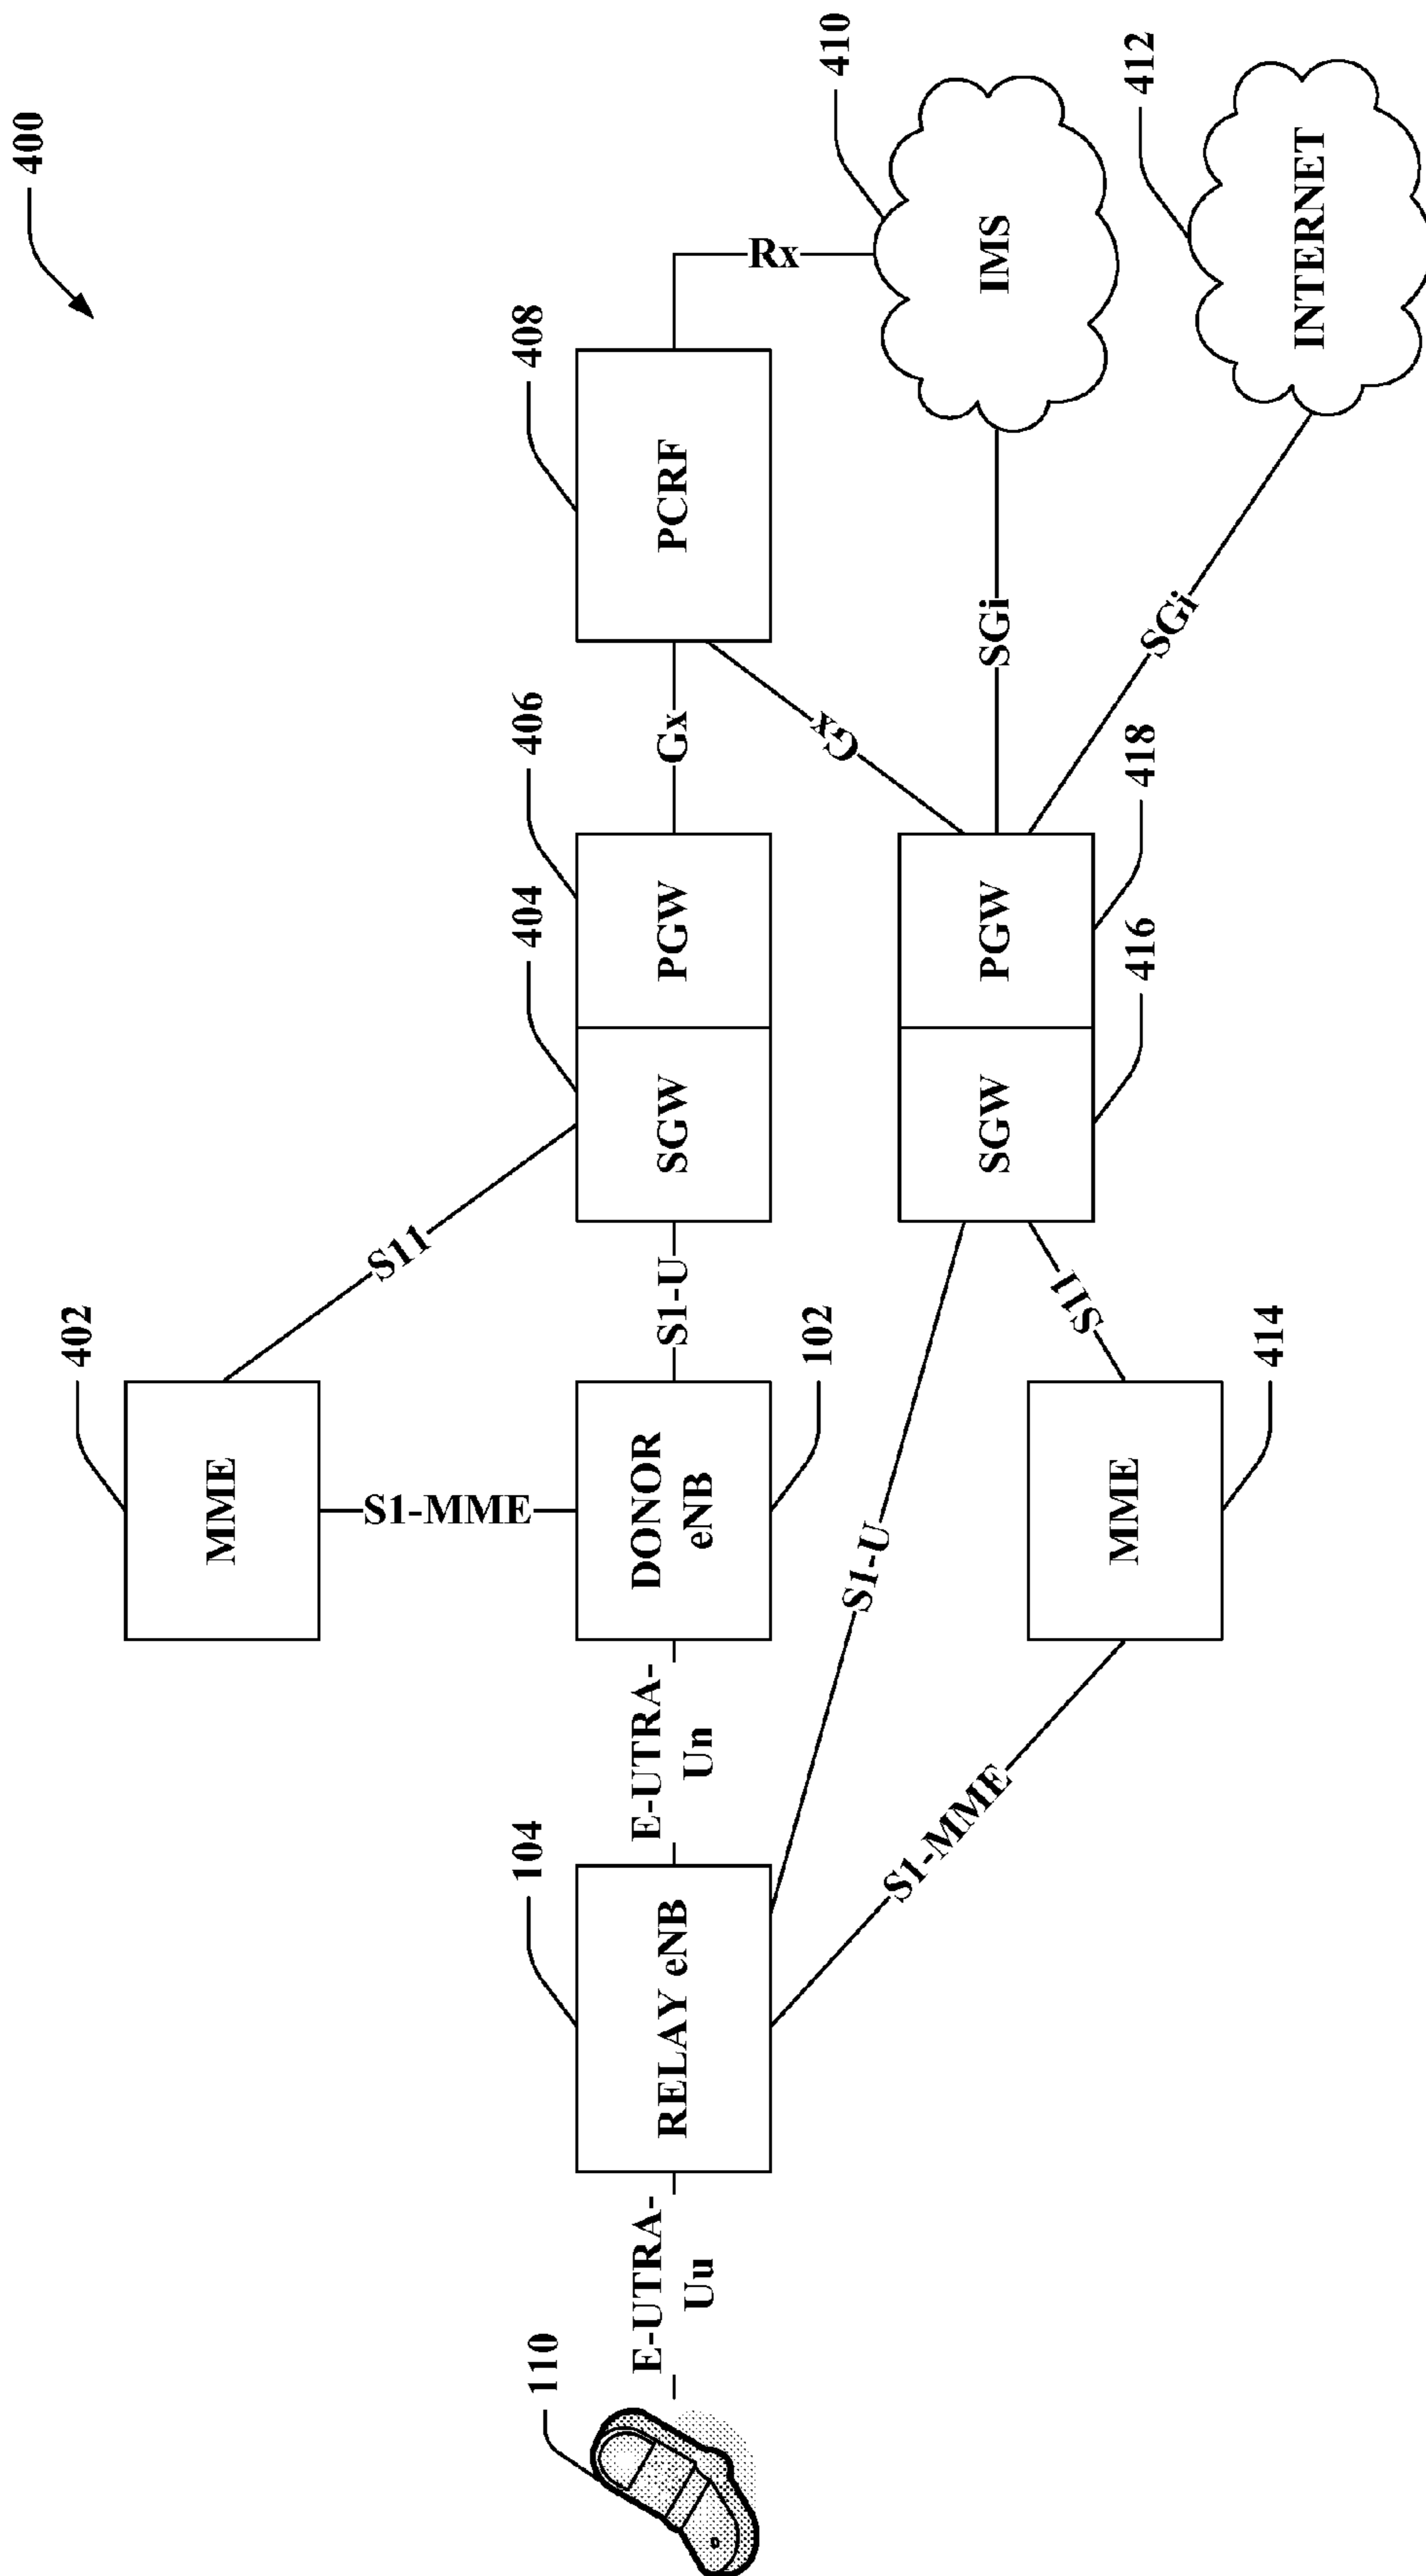 400
402
MME
S11
S1-MME
110
E-UTRA-
Uu
104
RELAY eNB
E-UTRA-
Un
DONOR
eNB
102
S1-U
404
SGW
406
PGW
Gx
408
PCRF
Rx
Gx
410
IMS
S1-U
SGW
416
PGW
418
SGi
SGi
412
INTERNET
S1-MME
MME
414
S11